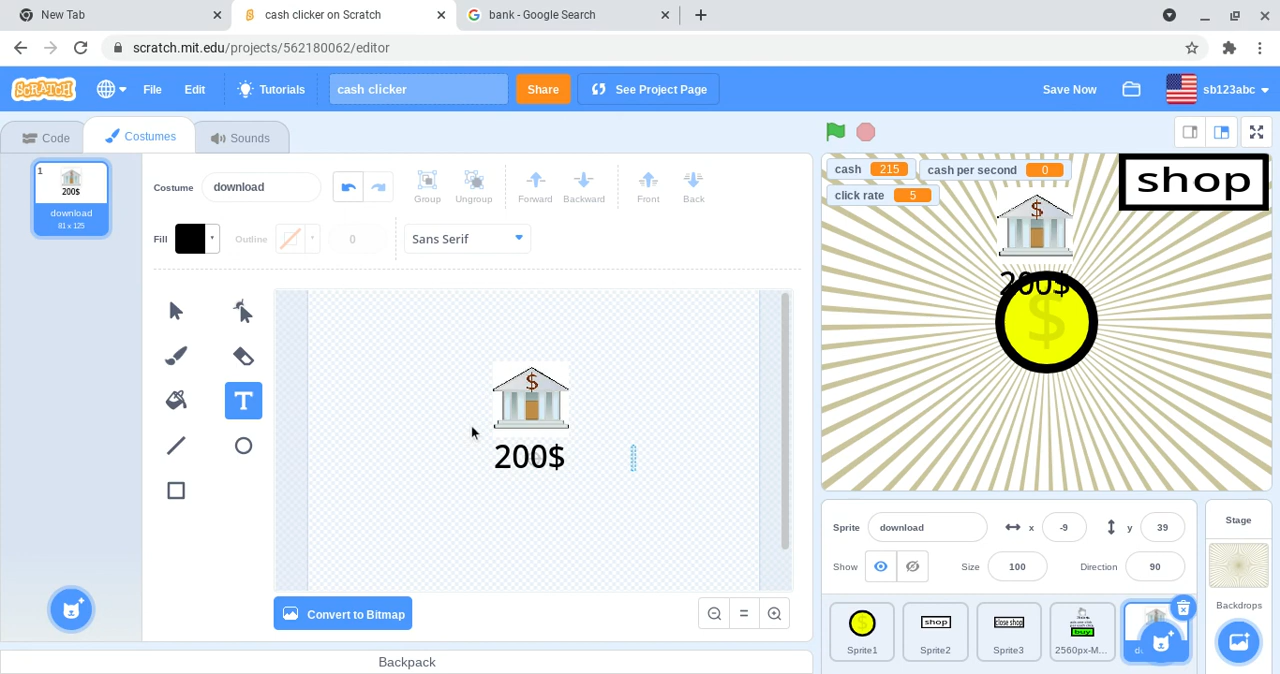 New Tab
cash clicker on Scratch
bank - Google Search
scratch.mit.edu/projects/562180062/editor
SCRATCH
File
Edit
Tutorials
cash clicker
Share
See Project Page
Save Now
sb123abc
Code
Costumes
Sounds
1
200$
download
81 x 125
Costume
download
Group
Ungroup
Forward
Backward
Front
Back
Fill
Outline
0
Sans Serif
T
$
200$
Convert to Bitmap
Backpack
cash 215
cash per second 0
click rate 5
shop
$
200$
$
Sprite
download
x
-9
y
39
Show
Size
100
Direction
90
Stage
Backdrops
$
shop
close shop
buy
Sprite1
Sprite2
Sprite3
2560px-M...